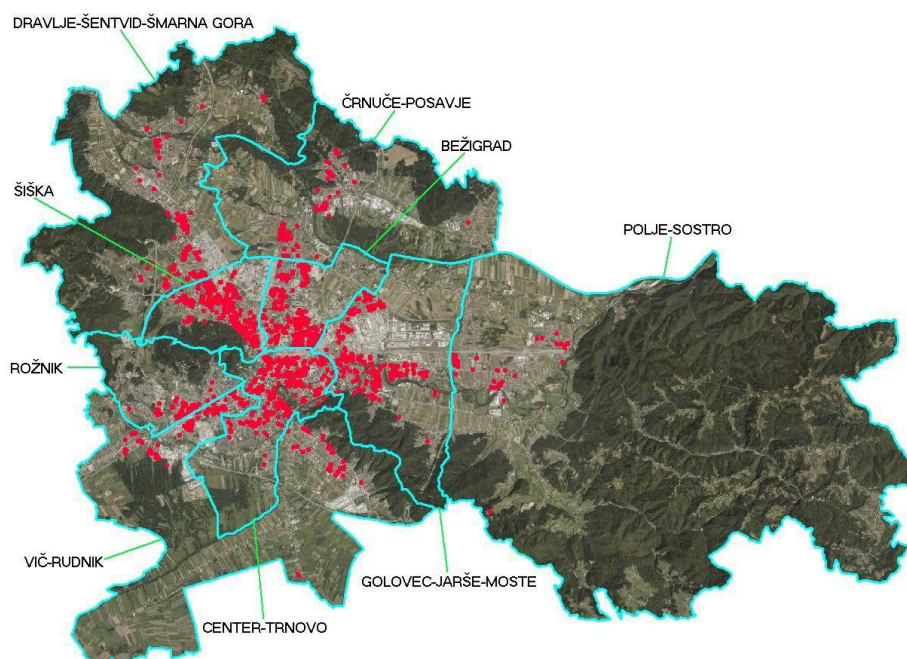 DRAVLJE-ŠENTVID-ŠMARNA GORA
ČRNUČE-POSAVJE
BEŽIGRAD
ŠIŠKA
POLJE-SOSTRO
ROŽNIK
VIČ-RUDNIK
GOLOVEC-JARŠE-MOSTE
CENTER-TRNOVO